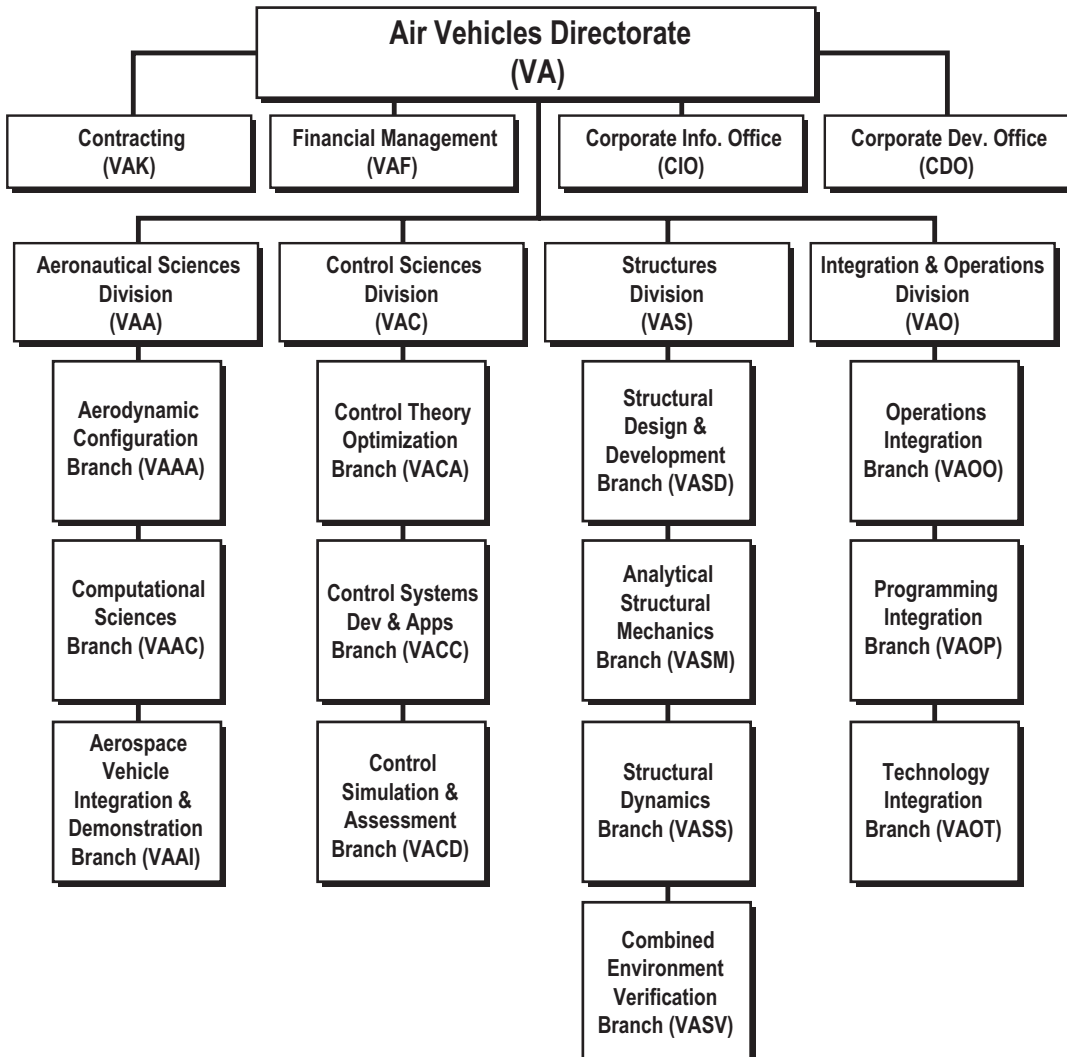 Air Vehicles Directorate
(VA)
Contracting
(VAK)
Financial Management
(VAF)
Corporate Info. Office
(CIO)
Corporate Dev. Office
(CDO)
Aeronautical Sciences
Division
(VAA)
Control Sciences
Division
(VAC)
Structures
Division
(VAS)
Integration & Operations
Division
(VAO)
Aerodynamic
Configuration
Branch (VAAA)
Control Theory
Optimization
Branch (VACA)
Structural
Design &
Development
Branch (VASD)
Operations
Integration
Branch (VAOO)
Computational
Sciences
Branch (VAAC)
Control Systems
Dev & Apps
Branch (VACC)
Analytical
Structural
Mechanics
Branch (VASM)
Programming
Integration
Branch (VAOP)
Aerospace
Vehicle
Integration &
Demonstration
Branch (VAAI)
Control
Simulation &
Assessment
Branch (VACD)
Structural
Dynamics
Branch (VASS)
Technology
Integration
Branch (VAOT)
Combined
Environment
Verification
Branch (VASV)